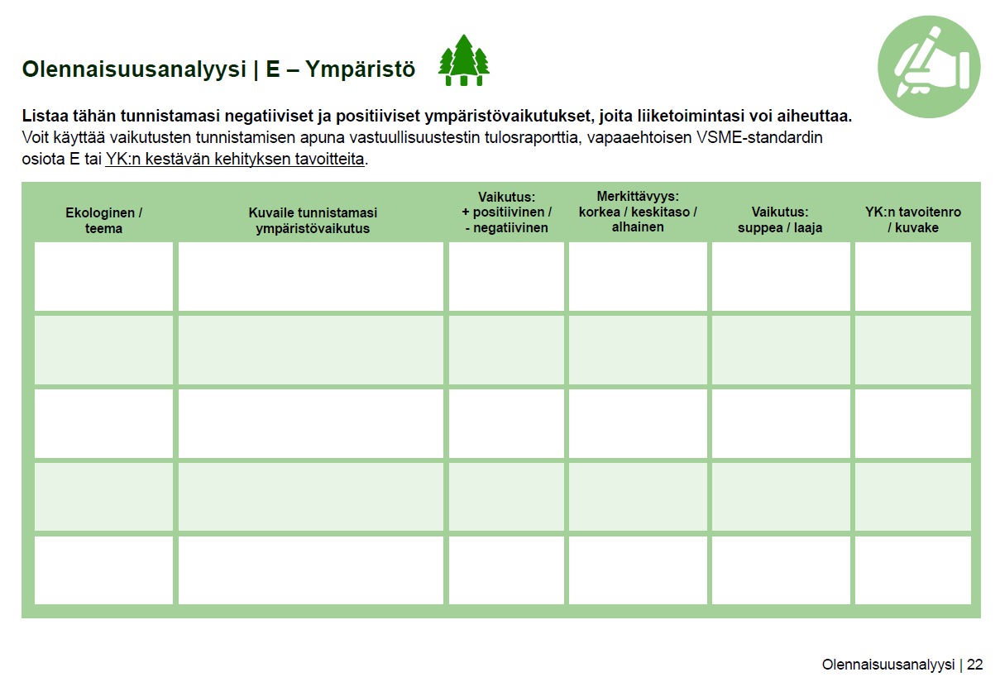 Olennaisuusanalyysi | E – Ympäristö
Listaa tähän tunnistamasi negatiiviset ja positiiviset ympäristövaikutukset, joita liiketoimintasi voi aiheuttaa.
Voit käyttää vaikutusten tunnistamisen apuna vastuullisuustestin tulosraporttia, vapaaehtoisen VSME-standardin
osiota E tai YK:n kestävän kehityksen tavoitteita.
Ekologinen /
teema
Kuvaile tunnistamasi
ympäristövaikutus
Vaikutus:
+ positiivinen /
- negatiivinen
Merkittävyys:
korkea / keskitaso /
alhainen
Vaikutus:
suppea / laaja
YK:n tavoitenro
/ kuvake
Olennaisuusanalyysi | 22